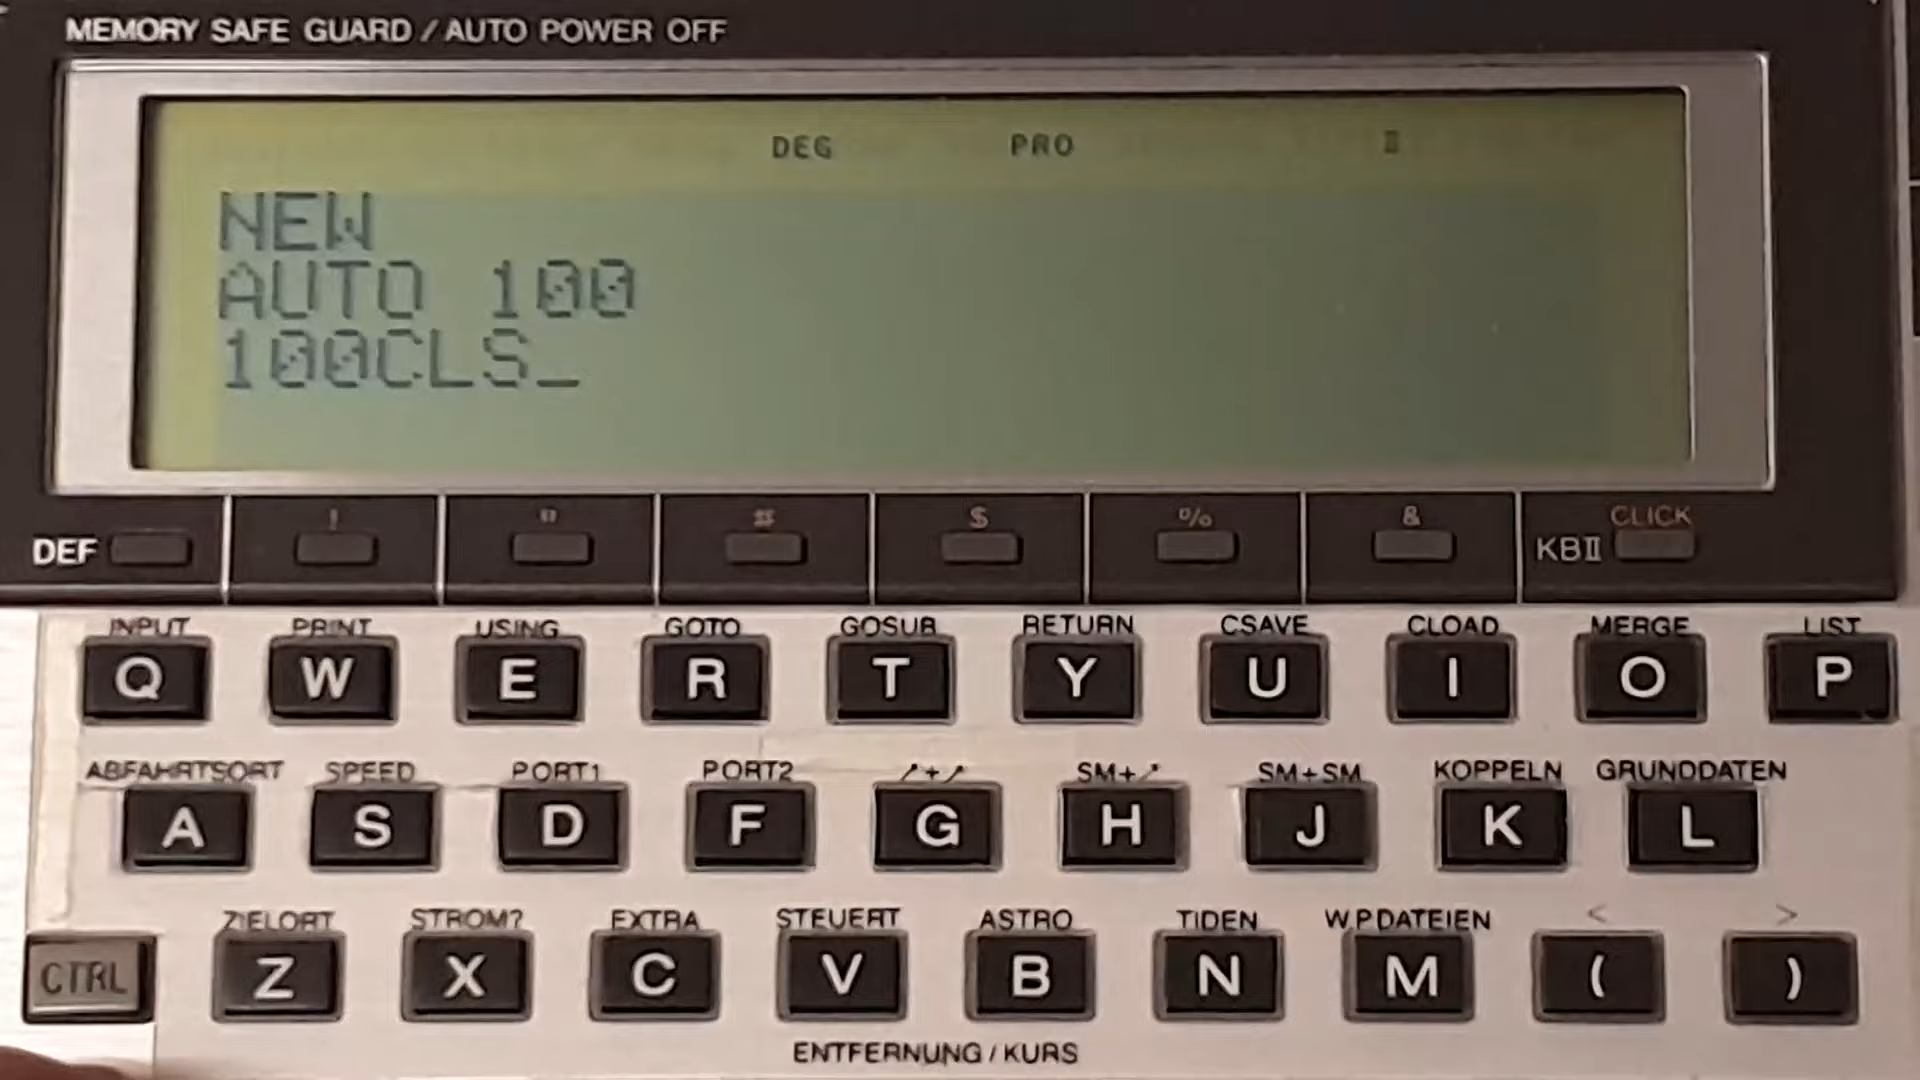 MEMORY SAFE GUARD / AUTO POWER OFF
DEG PRO II
NEW
AUTO 100
100CLS_
! " # $ % & CLICK
DEF KBII
INPUT PRINT USING GOTO GOSUB RETURN CSAVE CLOAD MERGE LIST
Q W E R T Y U I O P
ABFAHRTSORT SPEED PORT1 PORT2 ↗+↗ SM+↗ SM+SM KOPPELN GRUNDDATEN
A S D F G H J K L
ZIELORT STROM? EXTRA STEUERT ASTRO TIDEN W.PDATEIEN < >
CTRL Z X C V B N M ( )
ENTFERNUNG / KURS